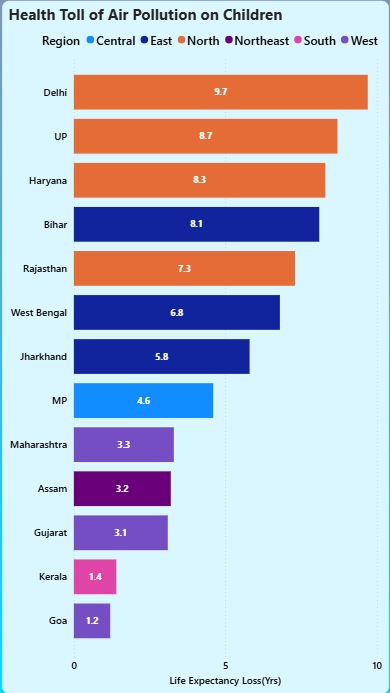 Health Toll of Air Pollution on Children
Region Central East North Northeast South West
Delhi 9.7
UP 8.7
Haryana 8.3
Bihar 8.1
Rajasthan 7.3
West Bengal 6.8
Jharkhand 5.8
MP 4.6
Maharashtra 3.3
Assam 3.2
Gujarat 3.1
Kerala 1.4
Goa 1.2
0 5 10
Life Expectancy Loss(Yrs)